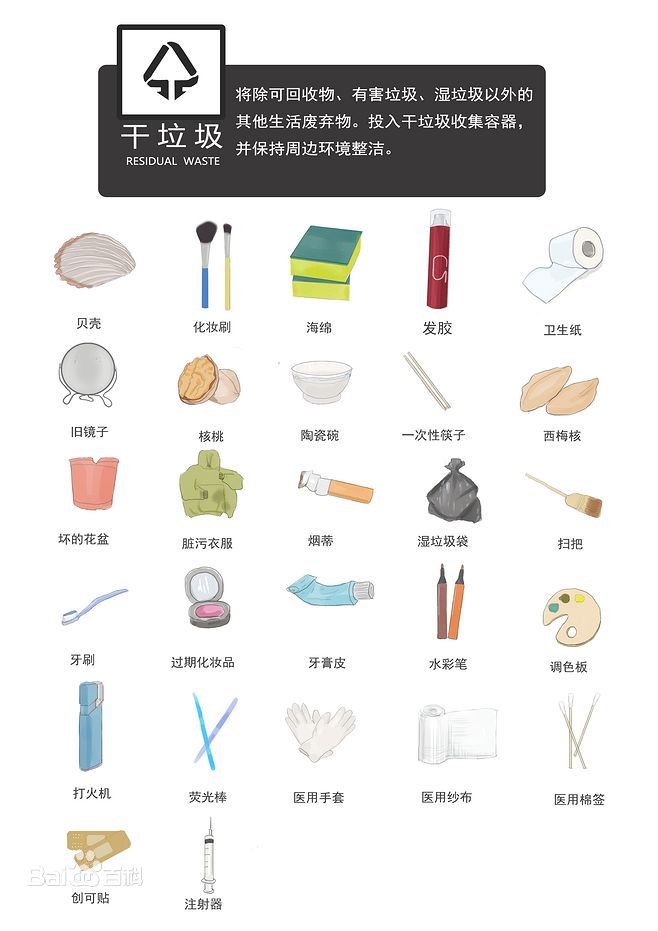 干垃圾
RESIDUAL WASTE
将除可回收物、有害垃圾、湿垃圾以外的
其他生活废弃物。投入干垃圾收集容器，
并保持周边环境整洁。
贝壳
化妆刷
海绵
发胶
卫生纸
旧镜子
核桃
陶瓷碗
一次性筷子
西梅核
坏的花盆
脏污衣服
烟蒂
湿垃圾袋
扫把
牙刷
过期化妆品
牙膏皮
水彩笔
调色板
打火机
荧光棒
医用手套
医用纱布
医用棉签
创可贴
注射器
Bai百科